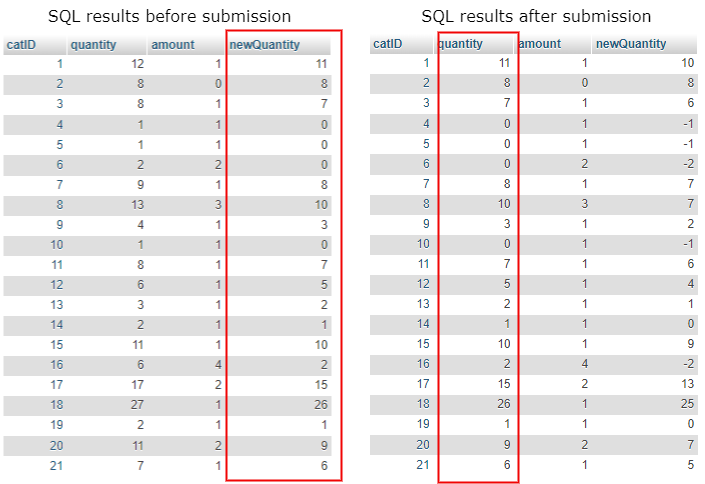 SQL results before submission
catID quantity amount newQuantity
1 12 1 11
2 8 0 8
3 8 1 7
4 1 1 0
5 1 1 0
6 2 2 0
7 9 1 8
8 13 3 10
9 4 1 3
10 1 1 0
11 8 1 7
12 6 1 5
13 3 1 2
14 2 1 1
15 11 1 10
16 6 4 2
17 17 2 15
18 27 1 26
19 2 1 1
20 11 2 9
21 7 1 6
SQL results after submission
catID quantity amount newQuantity
1 11 1 10
2 8 0 8
3 7 1 6
4 0 1 -1
5 0 1 -1
6 0 2 -2
7 8 1 7
8 10 3 7
9 3 1 2
10 0 1 -1
11 7 1 6
12 5 1 4
13 2 1 1
14 1 1 0
15 10 1 9
16 2 4 -2
17 15 2 13
18 26 1 25
19 1 1 0
20 9 2 7
21 6 1 5